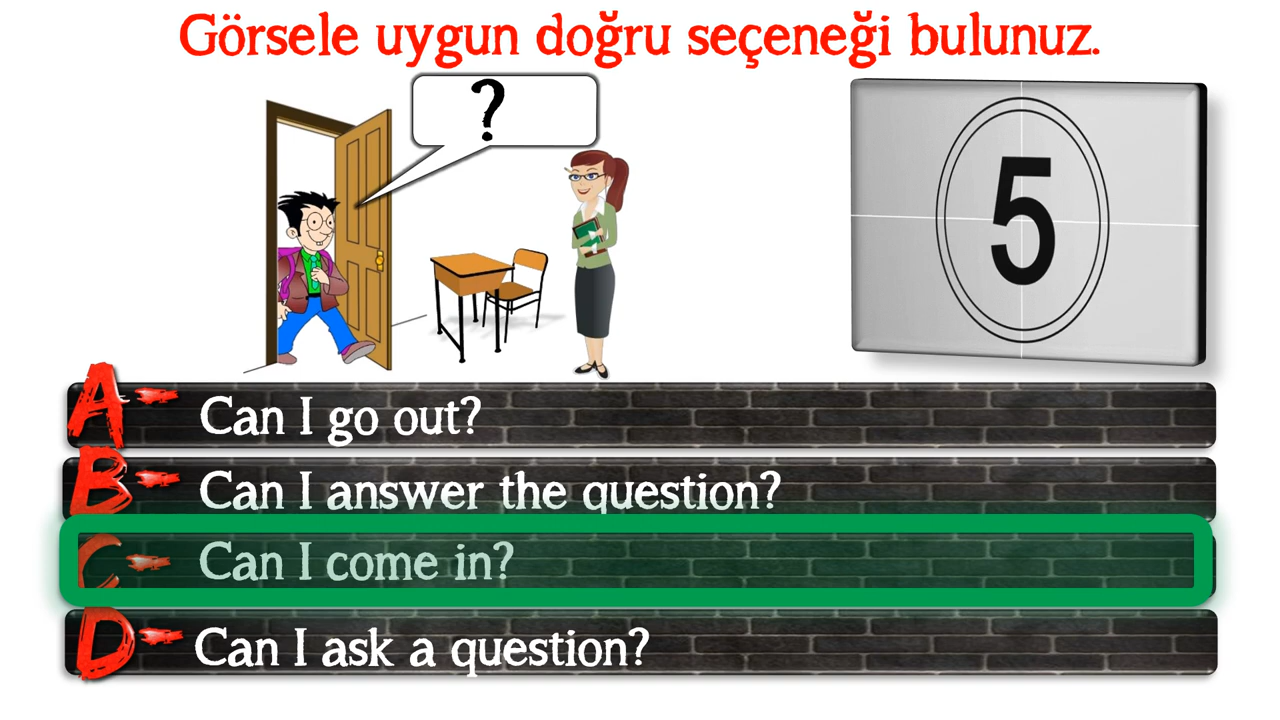 Görsele uygun doğru seçeneği bulunuz.
?
5
A- Can I go out?
B- Can I answer the question?
C- Can I come in?
D- Can I ask a question?